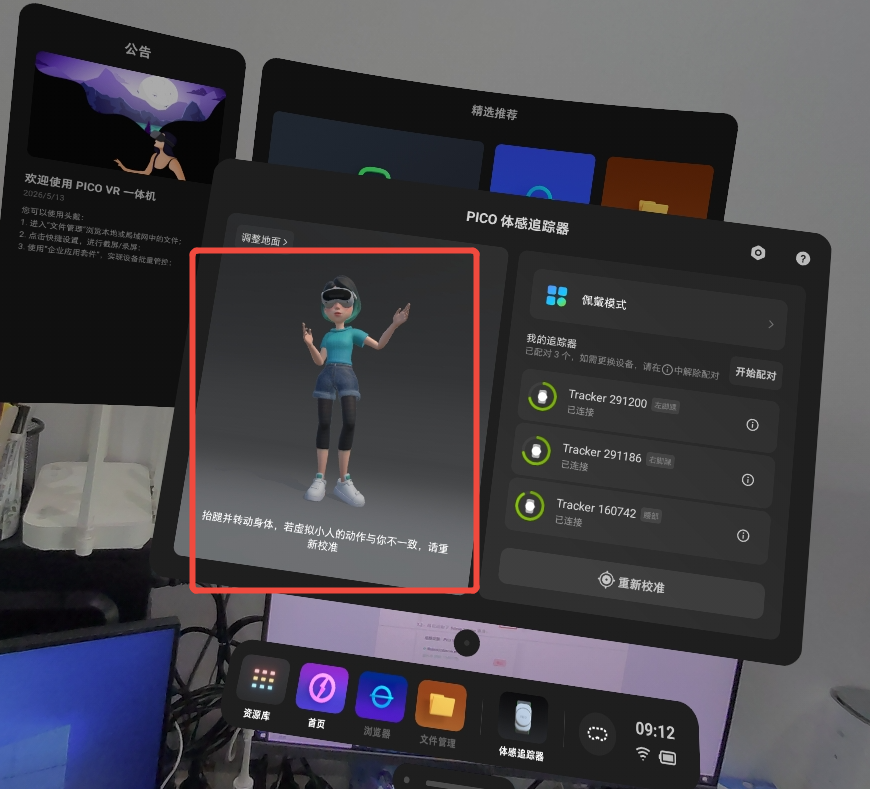 公告
欢迎使用 PICO VR 一体机
2026/5/13
您可以使用头戴：
1. 进入“文件管理”浏览本地或局域网中的文件；
2. 点击快捷设置，进行截屏/录屏；
3. 使用“企业应用套件”，实现设备批量管控；
精选推荐
PICO 体感追踪器
调整地面 >
抬腿并转动身体，若虚拟小人的动作与你不一致，请重
新校准
佩戴模式
我的追踪器
已配对 3 个，如需更换设备，请在ⓘ中解除配对
开始配对
Tracker 291200
已连接
Tracker 291186
已连接
Tracker 160742
已连接
重新校准
资源库
首页
浏览器
文件管理
体感追踪器
09:12